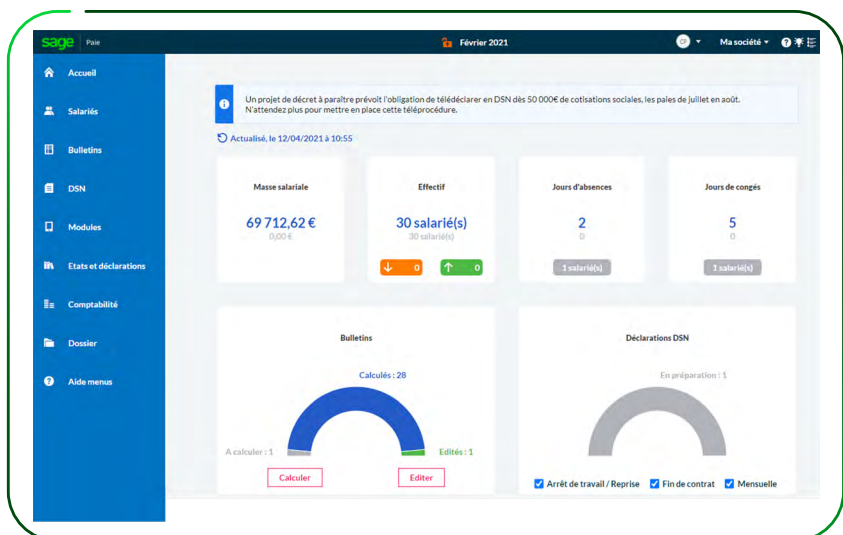 sage Paie
Février 2021
CP
Ma société
Accueil
Salariés
Bulletins
DSN
Modules
Etats et déclarations
Comptabilité
Dossier
Aide menus
Un projet de décret à paraître prévoit l'obligation de télédéclarer en DSN dès 50 000€ de cotisations sociales, les paies de juillet en août.
N'attendez plus pour mettre en place cette téléprocédure.
Actualisé, le 12/04/2021 à 10:55
Masse salariale
69 712,62 €
0,00 €
Effectif
30 salarié(s)
30 salarié(s)
0
0
Jours d'absences
2
0
1 salarié(s)
Jours de congés
5
0
1 salarié(s)
Bulletins
Calculés : 28
A calculer : 1
Edités : 1
Calculer
Editer
Déclarations DSN
En préparation : 1
Arrêt de travail / Reprise
Fin de contrat
Mensuelle